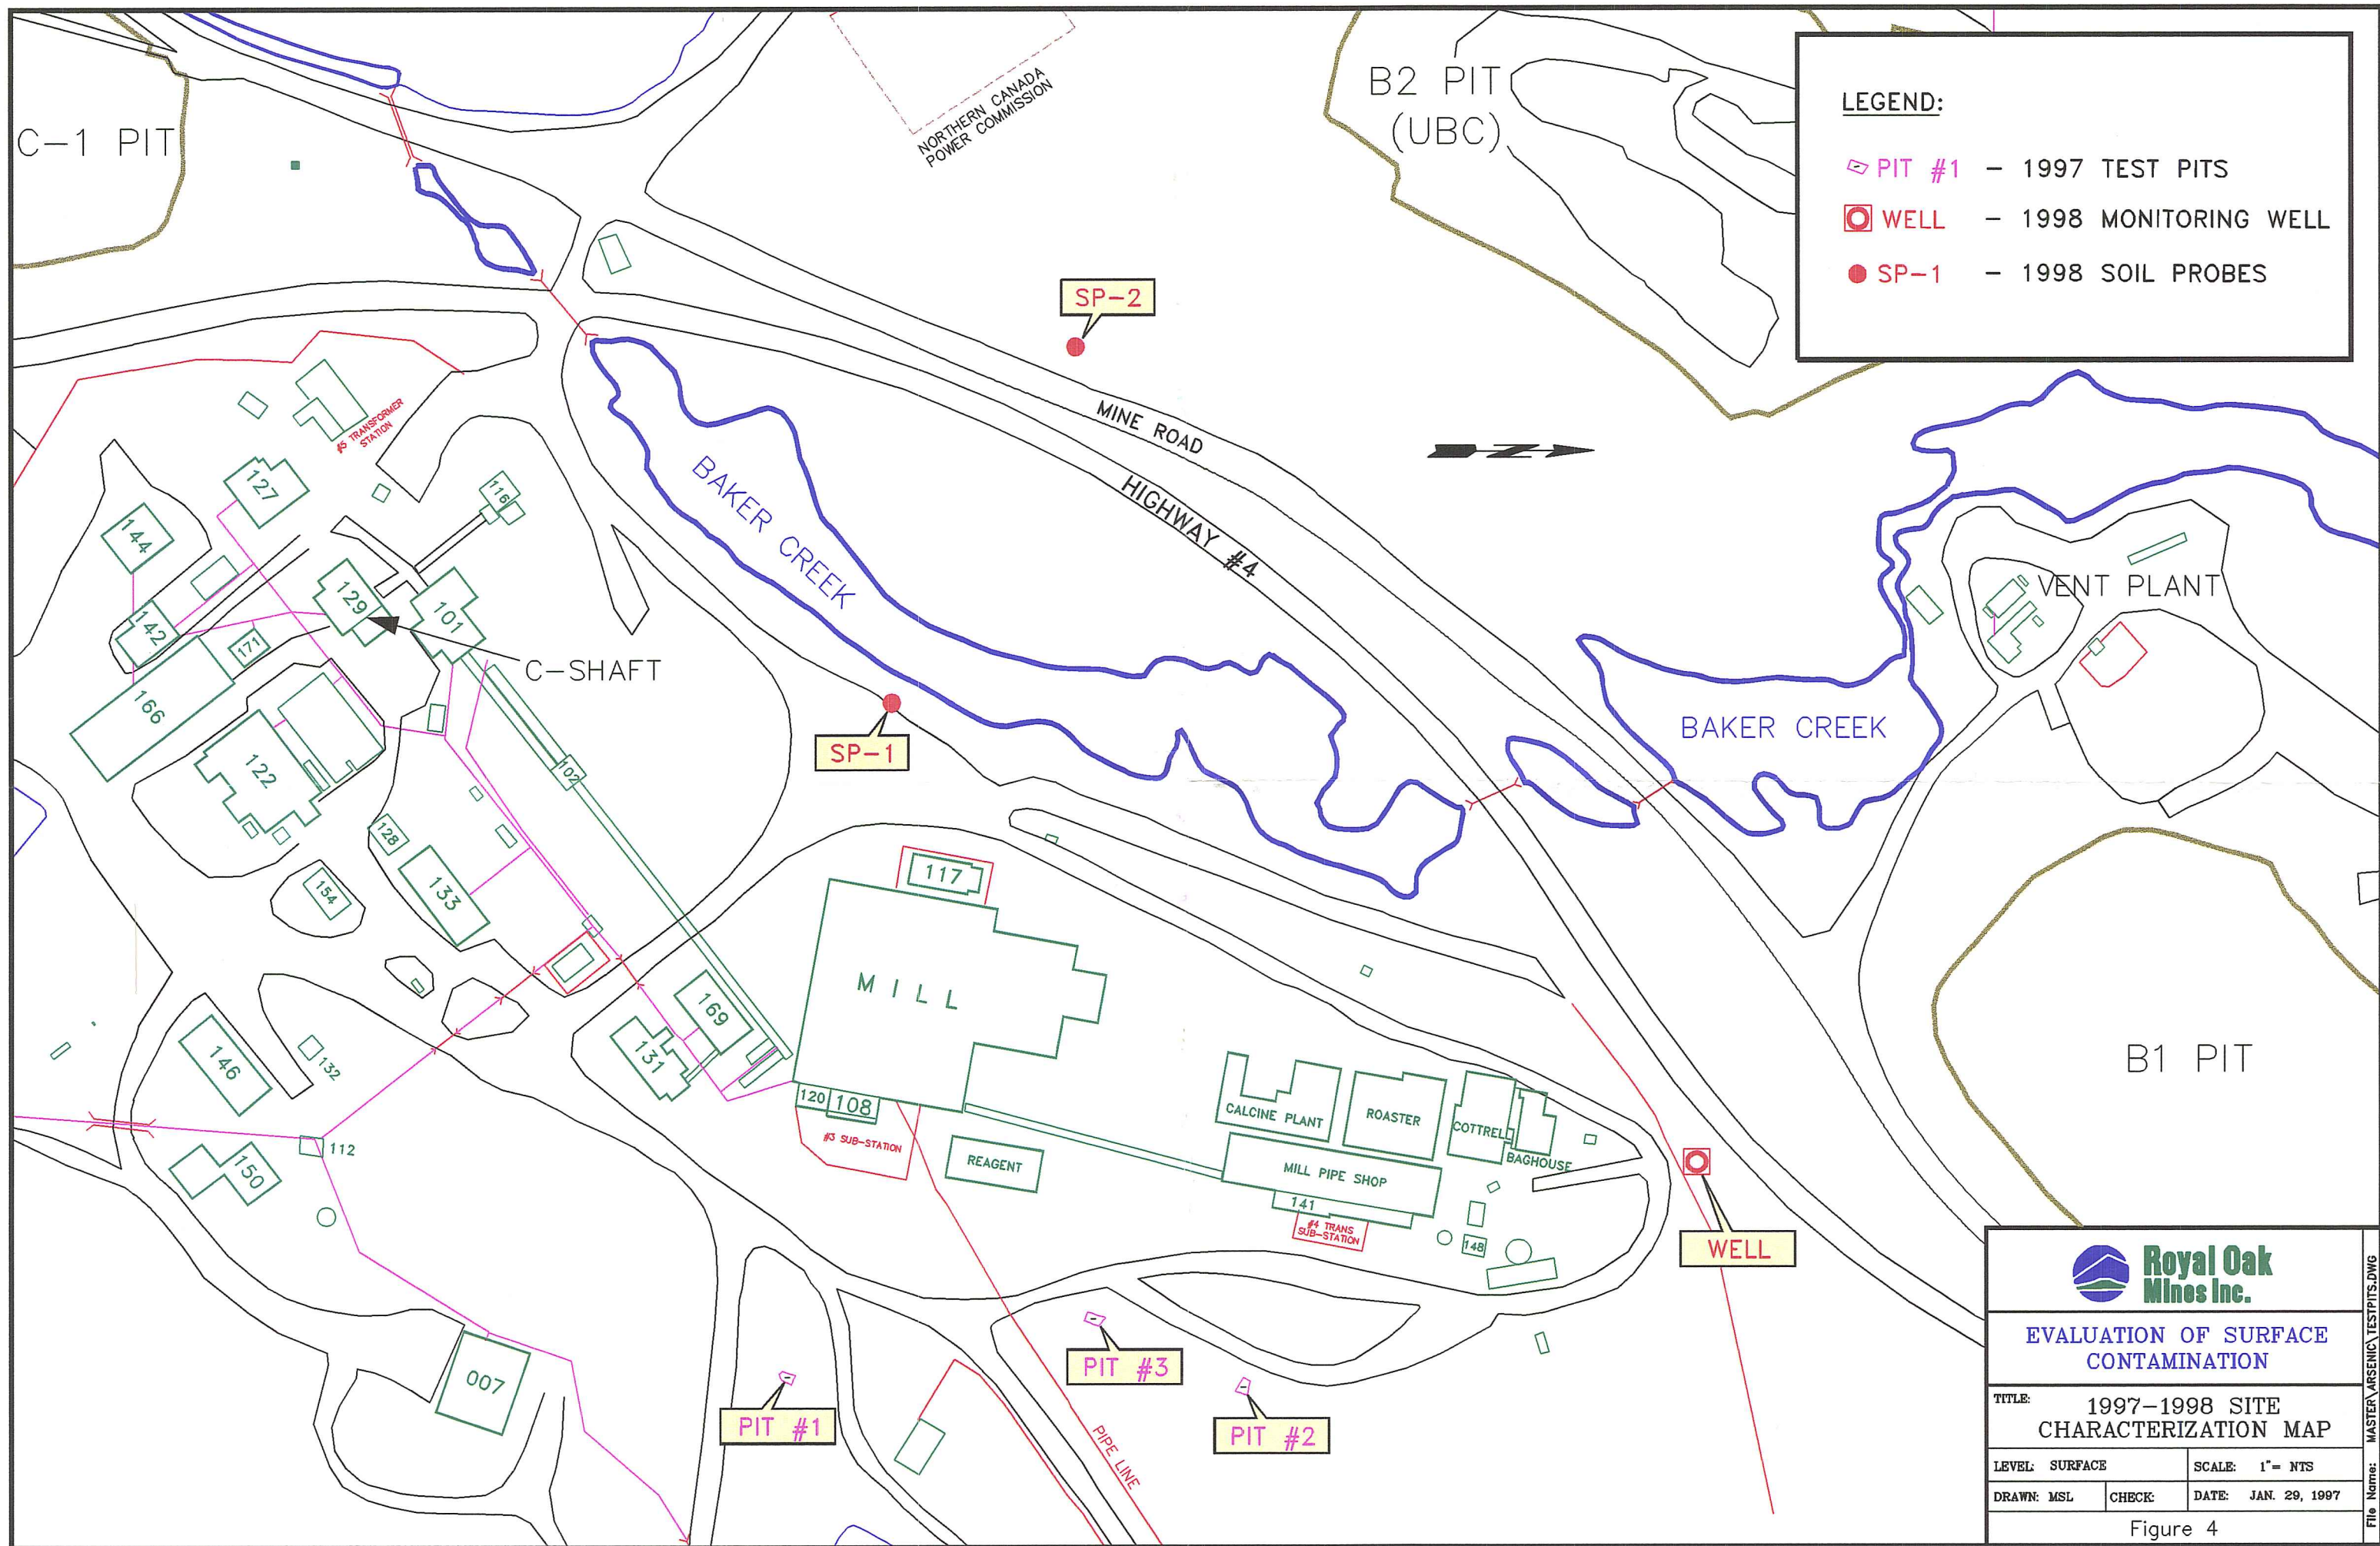 C-1 PIT
NORTHERN CANADA
POWER COMMISSION
B2 PIT
(UBC)
LEGEND:
PIT #1 - 1997 TEST PITS
WELL - 1998 MONITORING WELL
SP-1 - 1998 SOIL PROBES
SP-2
MINE ROAD
HIGHWAY #4
N
#5 TRANSFORMER
STATION
BAKER CREEK
127
116
144
129
101
142
171
C-SHAFT
166
122
102
SP-1
BAKER CREEK
VENT PLANT
128
133
154
117
MILL
169
131
146
132
112
150
120
108
#3 SUB-STATION
REAGENT
CALCINE PLANT
ROASTER
COTTRELL
BAGHOUSE
MILL PIPE SHOP
141
#4 TRANS
SUB-STATION
148
B1 PIT
WELL
007
PIT #1
PIT #3
PIT #2
PIPE LINE
Royal Oak
Mines Inc.
EVALUATION OF SURFACE
CONTAMINATION
TITLE: 1997-1998 SITE
CHARACTERIZATION MAP
LEVEL: SURFACE SCALE: 1"= NTS
DRAWN: MSL CHECK: DATE: JAN. 29, 1997
Figure 4
File Name: MASTER\ARSENIC\TESTPITS.DWG